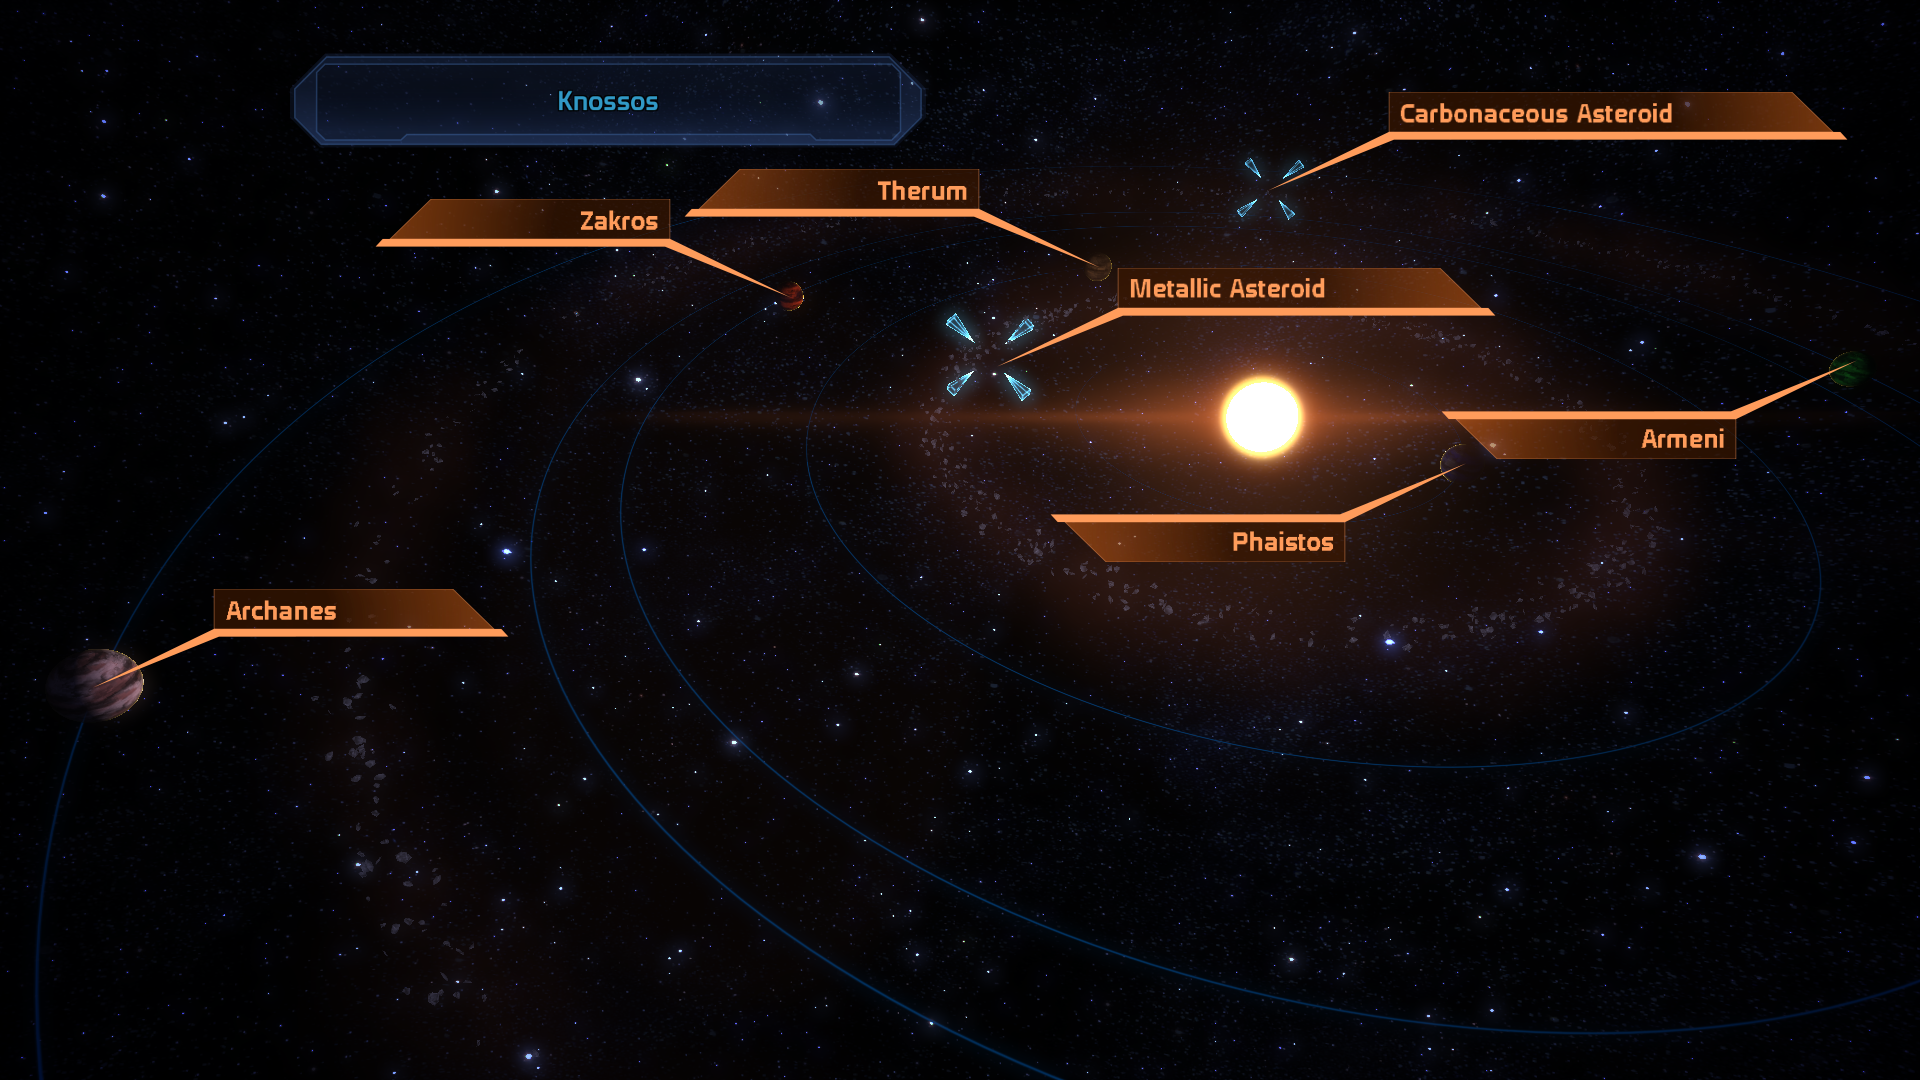 Knossos
Carbonaceous Asteroid
Therum
Zakros
Metallic Asteroid
Armeni
Phaistos
Archanes